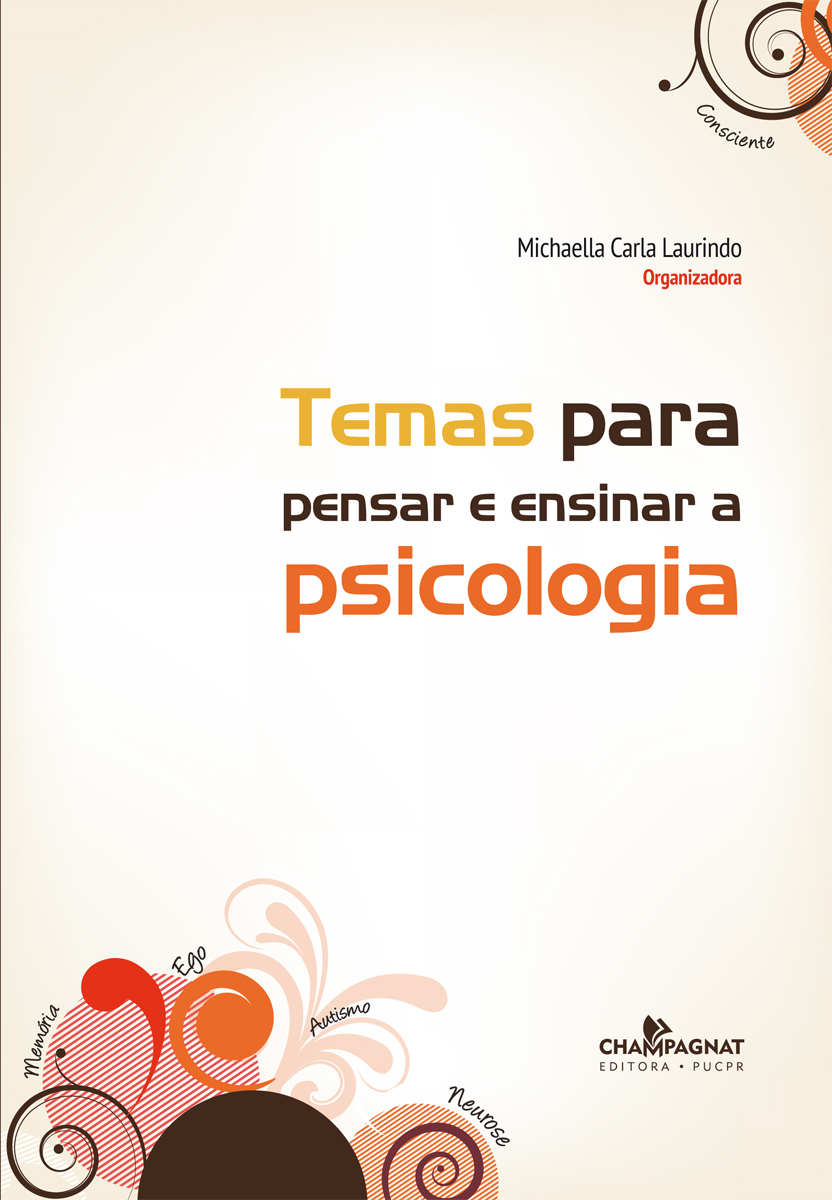 Consciente
Michaella Carla Laurindo
Organizadora
Temas para
pensar e ensinar a
psicologia
Ego
Memória
Autismo
Neurose
CHAMPAGNAT
EDITORA • PUCPR